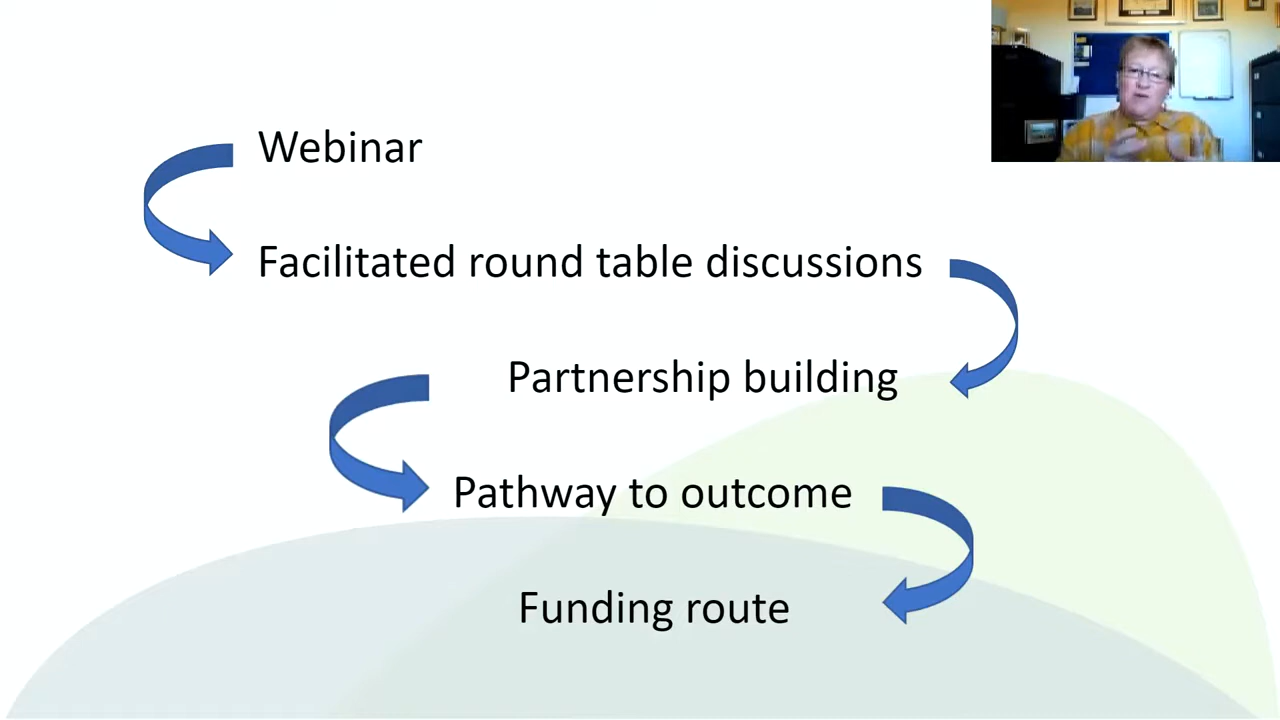 Webinar
Facilitated round table discussions
Partnership building
Pathway to outcome
Funding route